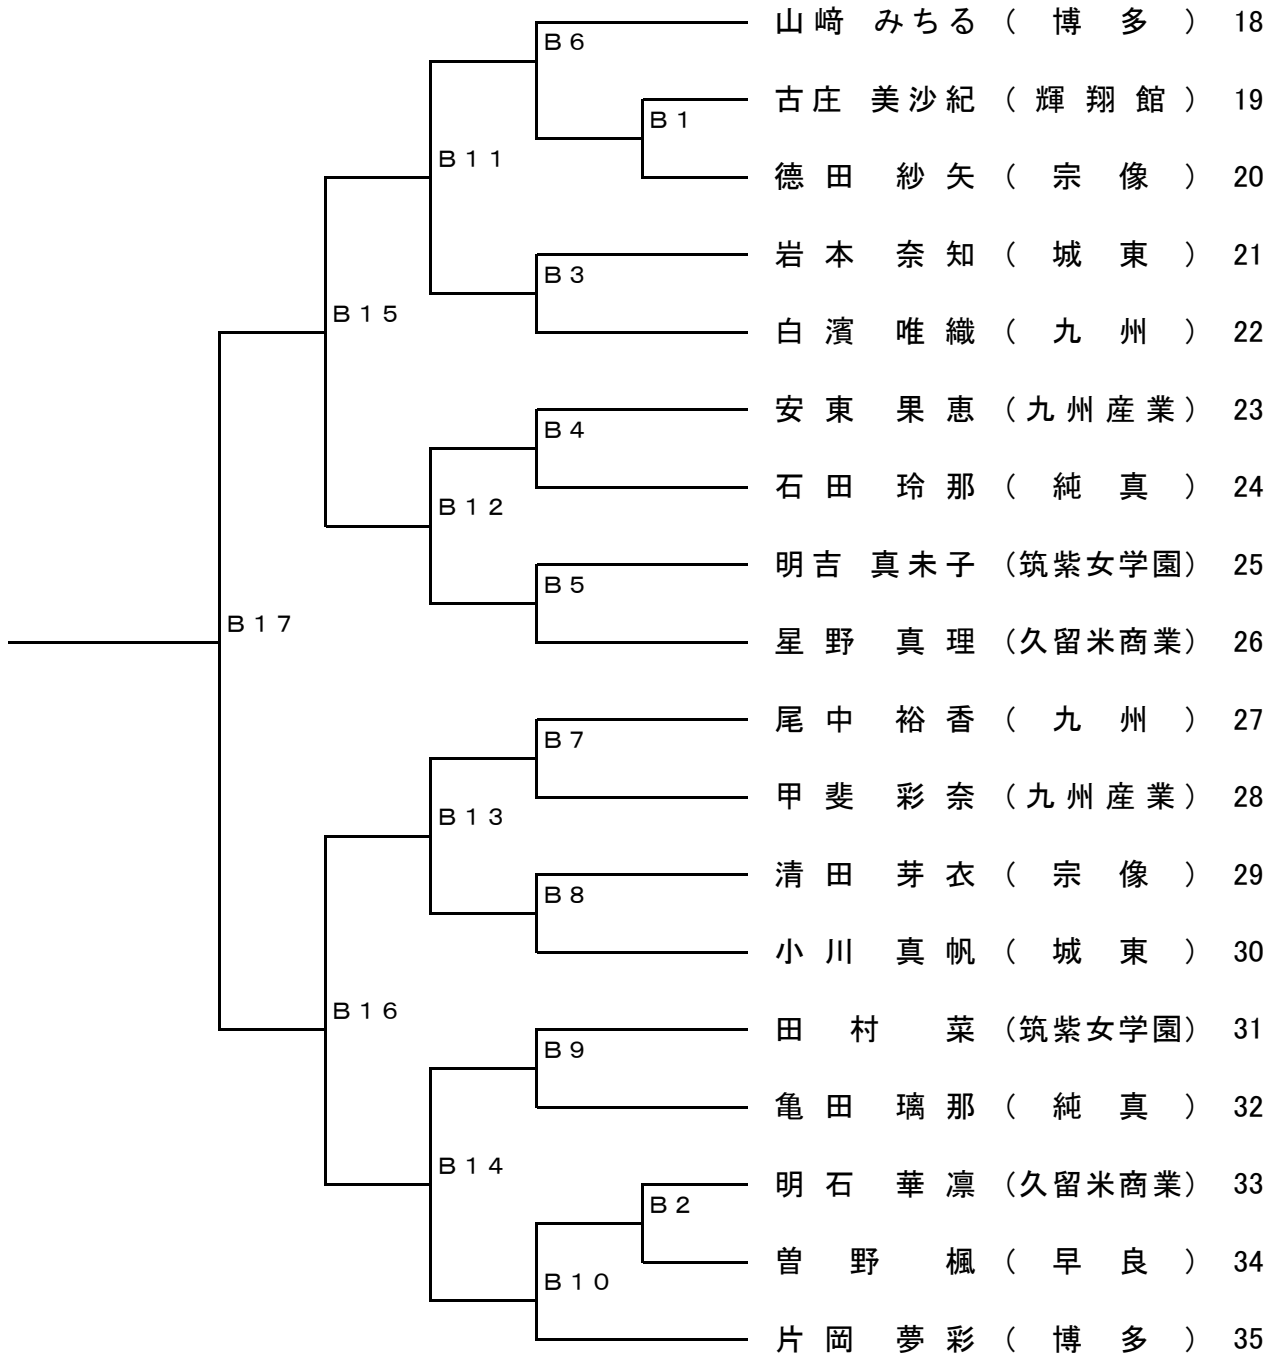 山﨑 みちる ( 博 多 ) 18
B6
古庄 美沙紀 ( 輝 翔 館 ) 19
B1
B11
德田 紗矢 ( 宗 像 ) 20
岩本 奈知 ( 城 東 ) 21
B3
B15
白濱 唯織 ( 九 州 ) 22
安東 果恵 ( 九州産業 ) 23
B4
石田 玲那 ( 純 真 ) 24
B12
明吉 真未子 (筑紫女学園) 25
B5
B17
星野 真理 (久留米商業) 26
尾中 裕香 ( 九 州 ) 27
B7
甲斐 彩奈 ( 九州産業 ) 28
B13
清田 芽衣 ( 宗 像 ) 29
B8
小川 真帆 ( 城 東 ) 30
B16
田村 菜 (筑紫女学園) 31
B9
亀田 璃那 ( 純 真 ) 32
B14
明石 華凛 (久留米商業) 33
B2
曽野 楓 ( 早 良 ) 34
B10
片岡 夢彩 ( 博 多 ) 35